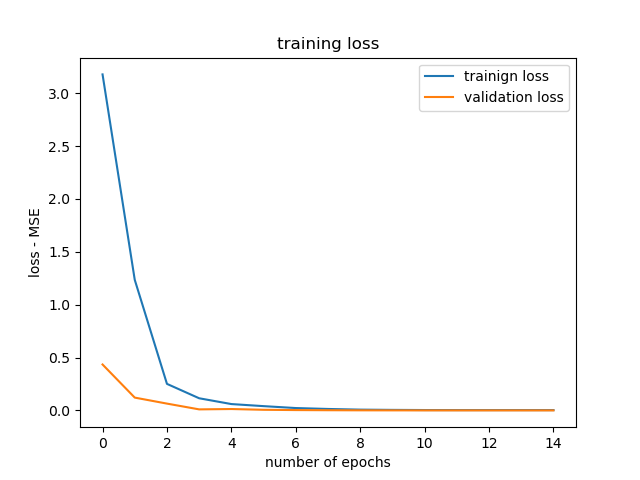 training loss
trainign loss
validation loss
3.0
2.5
2.0
1.5
1.0
0.5
0.0
loss - MSE
0 2 4 6 8 10 12 14
number of epochs